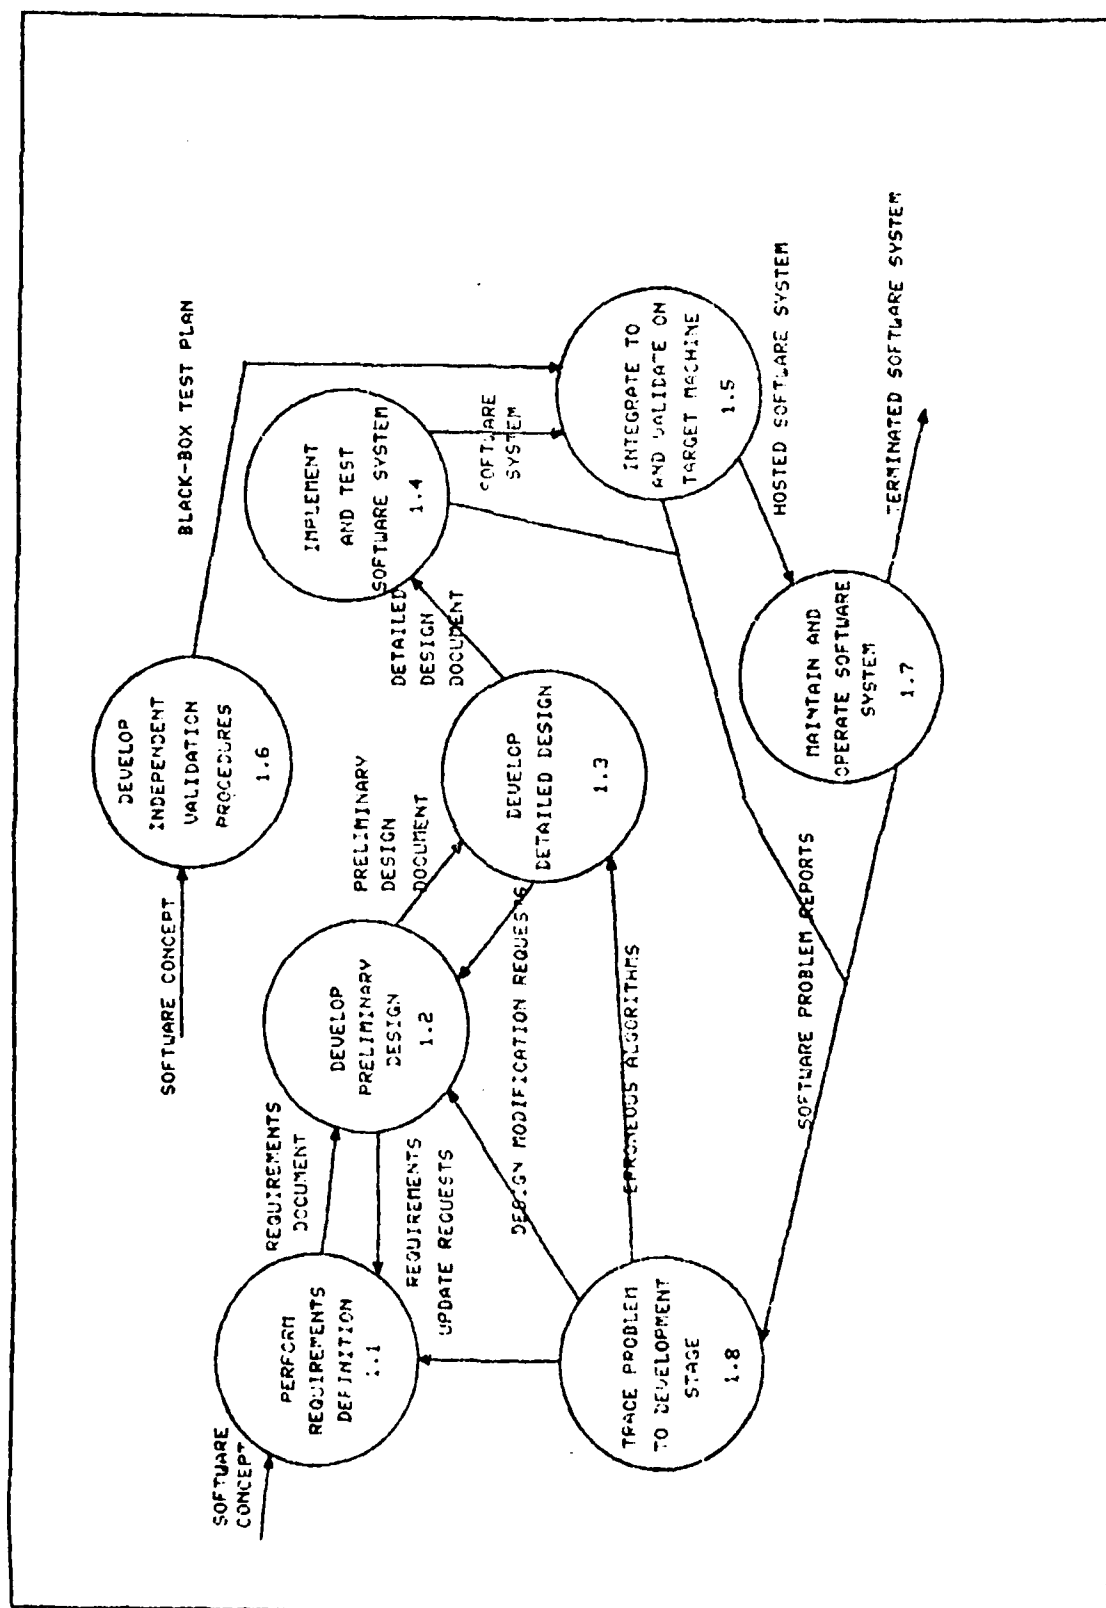 SOFTWARE
CONCEPT
PERFORM
REQUIREMENTS
DEFINITION
1.1
REQUIREMENTS
DOCUMENT
REQUIREMENTS
UPDATE REQUESTS
SOFTWARE CONCEPT
DEVELOP
INDEPENDENT
VALIDATION
PROCEDURES
1.6
BLACK-BOX TEST PLAN
DEVELOP
PRELIMINARY
DESIGN
1.2
PRELIMINARY
DESIGN
DOCUMENT
DESIGN MODIFICATION REQUESTS
DEVELOP
DETAILED DESIGN
1.3
DETAILED
DESIGN
DOCUMENT
IMPLEMENT
AND TEST
SOFTWARE SYSTEM
1.4
SOFTWARE
SYSTEM
INTEGRATE TO
AND VALIDATE ON
TARGET MACHINE
1.5
HOSTED SOFTWARE SYSTEM
TRACE PROBLEM
TO DEVELOPMENT
STAGE
1.8
ERRONEOUS ALGORITHMS
SOFTWARE PROBLEM REPORTS
MAINTAIN AND
OPERATE SOFTWARE
SYSTEM
1.7
TERMINATED SOFTWARE SYSTEM